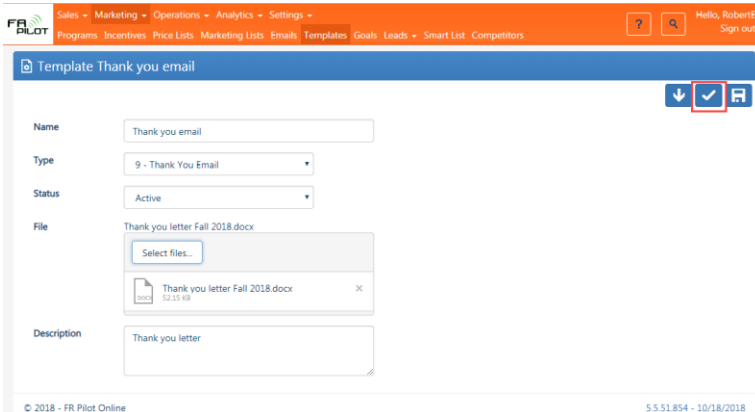 FR PILOT
Sales Marketing Operations Analytics Settings
Programs Incentives Price Lists Marketing Lists Emails Templates Goals Leads Smart List Competitors
?
Hello, RobertB
Sign out
Template Thank you email
Name
Thank you email
Type
9 - Thank You Email
Status
Active
File
Thank you letter Fall 2018.docx
Select files...
DOCX
Thank you letter Fall 2018.docx
52.15 KB
Description
Thank you letter
© 2018 - FR Pilot Online
5.5.51.854 - 10/18/2018